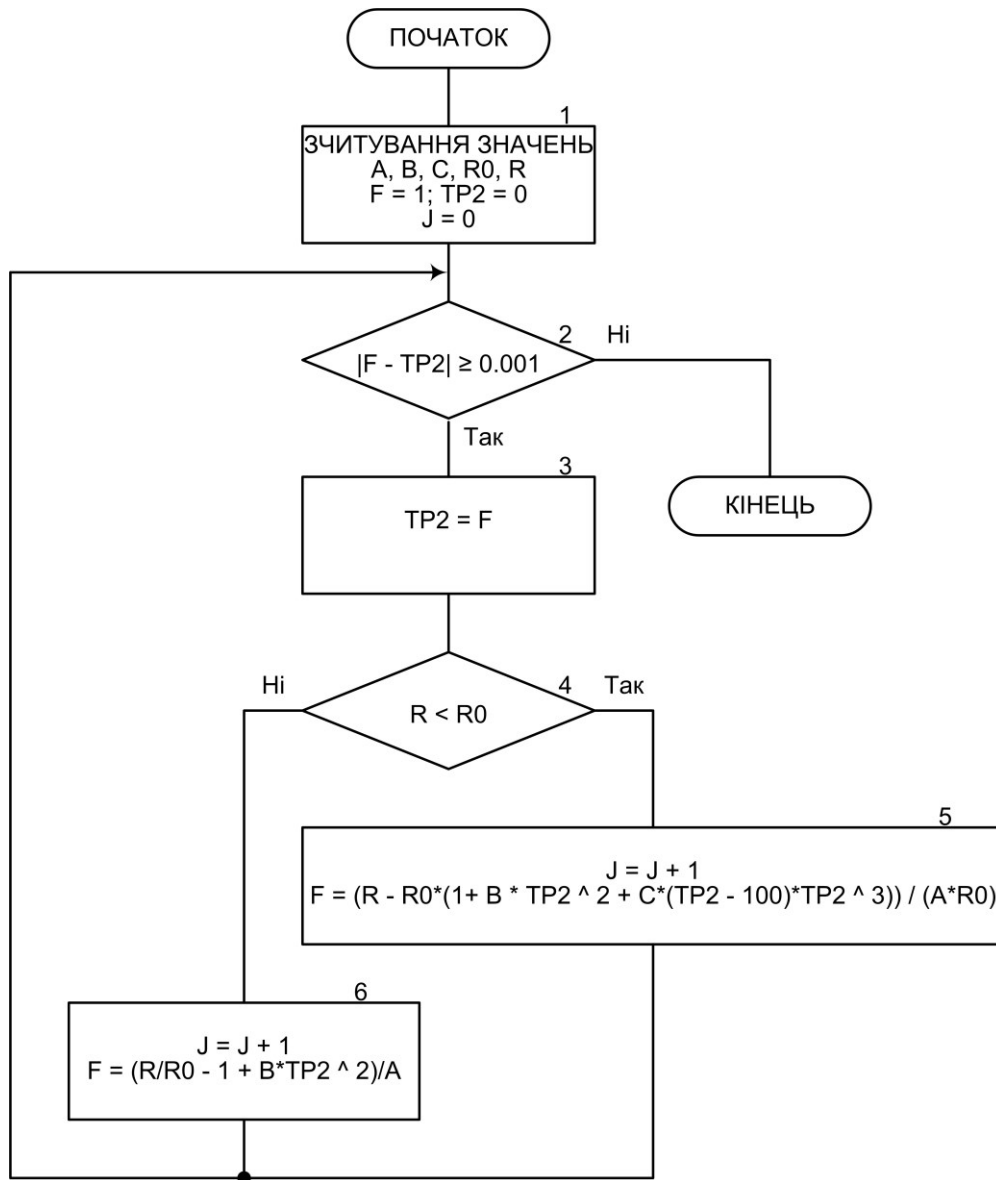 ПОЧАТОК
1
ЗЧИТУВАННЯ ЗНАЧЕНЬ
A, B, C, R0, R
F = 1; TP2 = 0
J = 0
2
Ні
|F - TP2| ≥ 0.001
Так
3
TP2 = F
КІНЕЦЬ
Ні
4
Так
R < R0
5
J = J + 1
F = (R - R0*(1+ B * TP2 ^ 2 + C*(TP2 - 100)*TP2 ^ 3)) / (A*R0)
6
J = J + 1
F = (R/R0 - 1 + B*TP2 ^ 2)/A